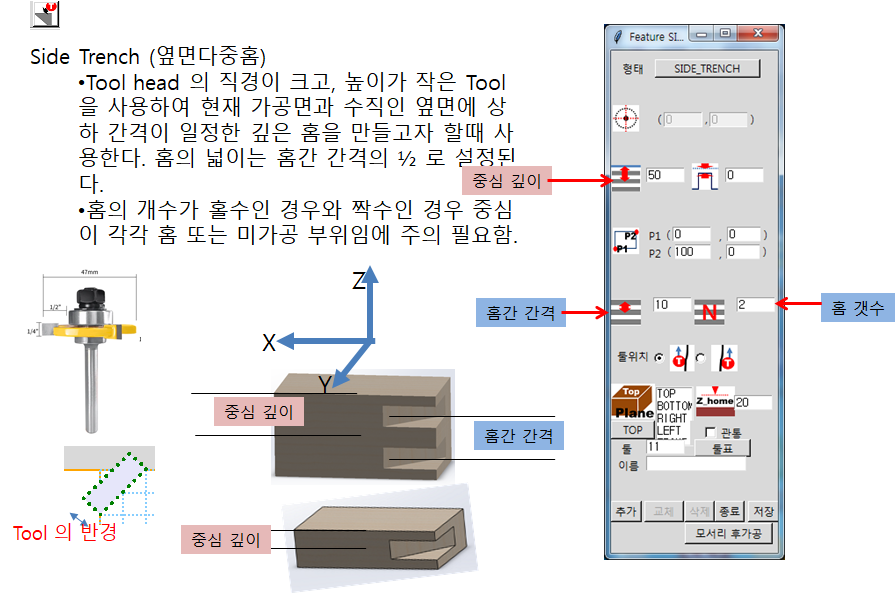 Side Trench (옆면다중홈)
•Tool head 의 직경이 크고, 높이가 작은 Tool
을 사용하여 현재 가공면과 수직인 옆면에 상
하 간격이 일정한 깊은 홈을 만들고자 할때 사
용한다. 홈의 넓이는 홈간 간격의 ½ 로 설정된
다.
•홈의 개수가 홀수인 경우와 짝수인 경우 중심
이 각각 홈 또는 미가공 부위임에 주의 필요함.
47mm
1/2"
1/4"
Tool 의 반경
Z
X
Y
중심 깊이
홈간 간격
중심 깊이
중심 깊이
홈간 간격
홈 갯수
Feature SI...
형태 SIDE_TRENCH
( 0 , 0 )
50 0
P2
P1
P1 ( 0 , 0 )
P2 ( 100 , 0 )
10 N 2
툴위치 T T
Top
Plane
TOP
BOTTOM
RIGHT
LEFT
Z_home 20
TOP 관통
툴 11 툴표
이름
추가 교체 삭제 종료 저장
모서리 후가공